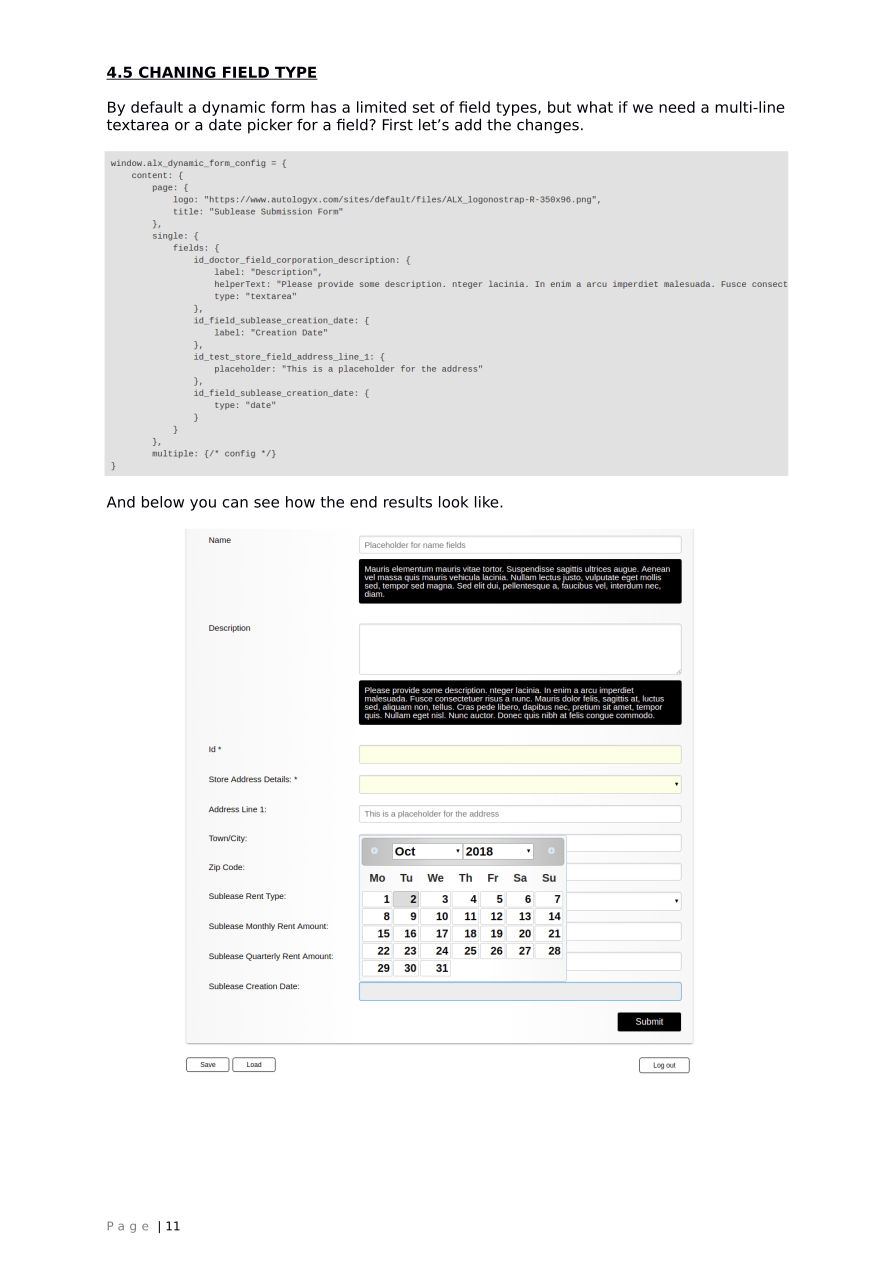 4.5 CHANING FIELD TYPE
By default a dynamic form has a limited set of field types, but what if we need a multi-line
textarea or a date picker for a field? First let’s add the changes.
window.alx_dynamic_form_config = {
    content: {
        page: {
            logo: "https://www.autologyx.com/sites/default/files/ALX_logonostrap-R-350x96.png",
            title: "Sublease Submission Form"
        },
        single: {
            fields: {
                id_doctor_field_corporation_description: {
                    label: "Description",
                    helperText: "Please provide some description. nteger lacinia. In enim a arcu imperdiet malesuada. Fusce consect
                    type: "textarea"
                },
                id_field_sublease_creation_date: {
                    label: "Creation Date"
                },
                id_test_store_field_address_line_1: {
                    placeholder: "This is a placeholder for the address"
                },
                id_field_sublease_creation_date: {
                    type: "date"
                }
            }
        },
        multiple: {/* config */}
}
And below you can see how the end results look like.
Name
Placeholder for name fields
Mauris elementum mauris vitae tortor. Suspendisse sagittis ultrices augue. Aenean
vel massa quis mauris vehicula lacinia. Nullam lectus justo, vulputate eget mollis
sed, tempor sed magna. Sed elit dui, pellentesque a, faucibus vel, interdum nec,
diam.
Description
Please provide some description. nteger lacinia. In enim a arcu imperdiet
malesuada. Fusce consectetuer risus a nunc. Mauris dolor felis, sagittis at, luctus
sed, aliquam non, tellus. Cras pede libero, dapibus nec, pretium sit amet, tempor
quis. Nullam eget nisl. Nunc auctor. Donec quis nibh at felis congue commodo.
Id *
Store Address Details: *
Address Line 1:
This is a placeholder for the address
Town/City:
Zip Code:
Sublease Rent Type:
Sublease Monthly Rent Amount:
Sublease Quarterly Rent Amount:
Sublease Creation Date:
Oct 2018
Mo Tu We Th Fr Sa Su
1 2 3 4 5 6 7
8 9 10 11 12 13 14
15 16 17 18 19 20 21
22 23 24 25 26 27 28
29 30 31
Submit
Save Load Log out
Page | 11